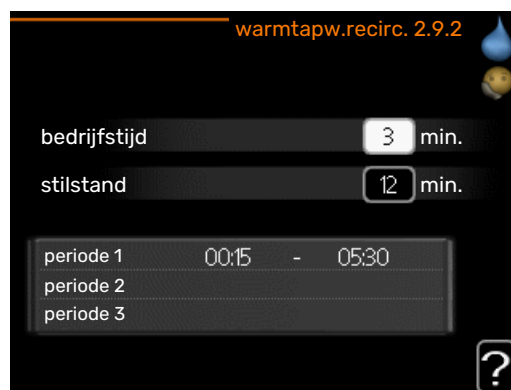 warmtapw.recirc. 2.9.2
bedrijfstijd 3 min.
stilstand 12 min.
periode 1 00:15 - 05:30
periode 2
periode 3
?